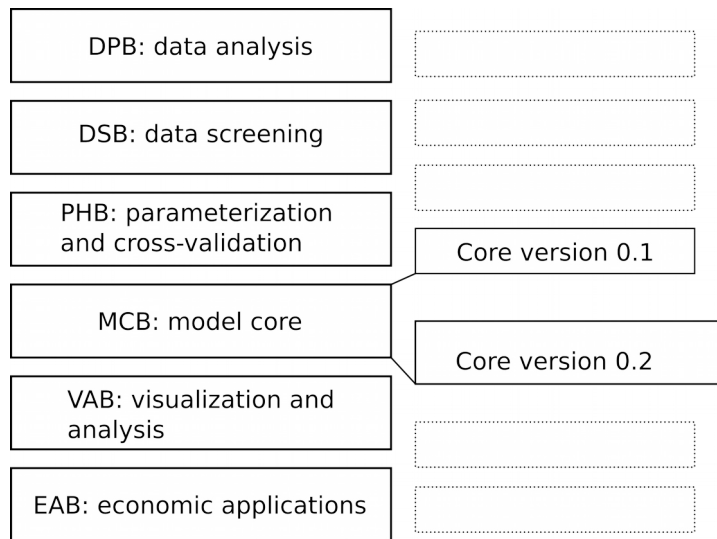 DPB: data analysis
DSB: data screening
PHB: parameterization
and cross-validation
Core version 0.1
MCB: model core
Core version 0.2
VAB: visualization and
analysis
EAB: economic applications